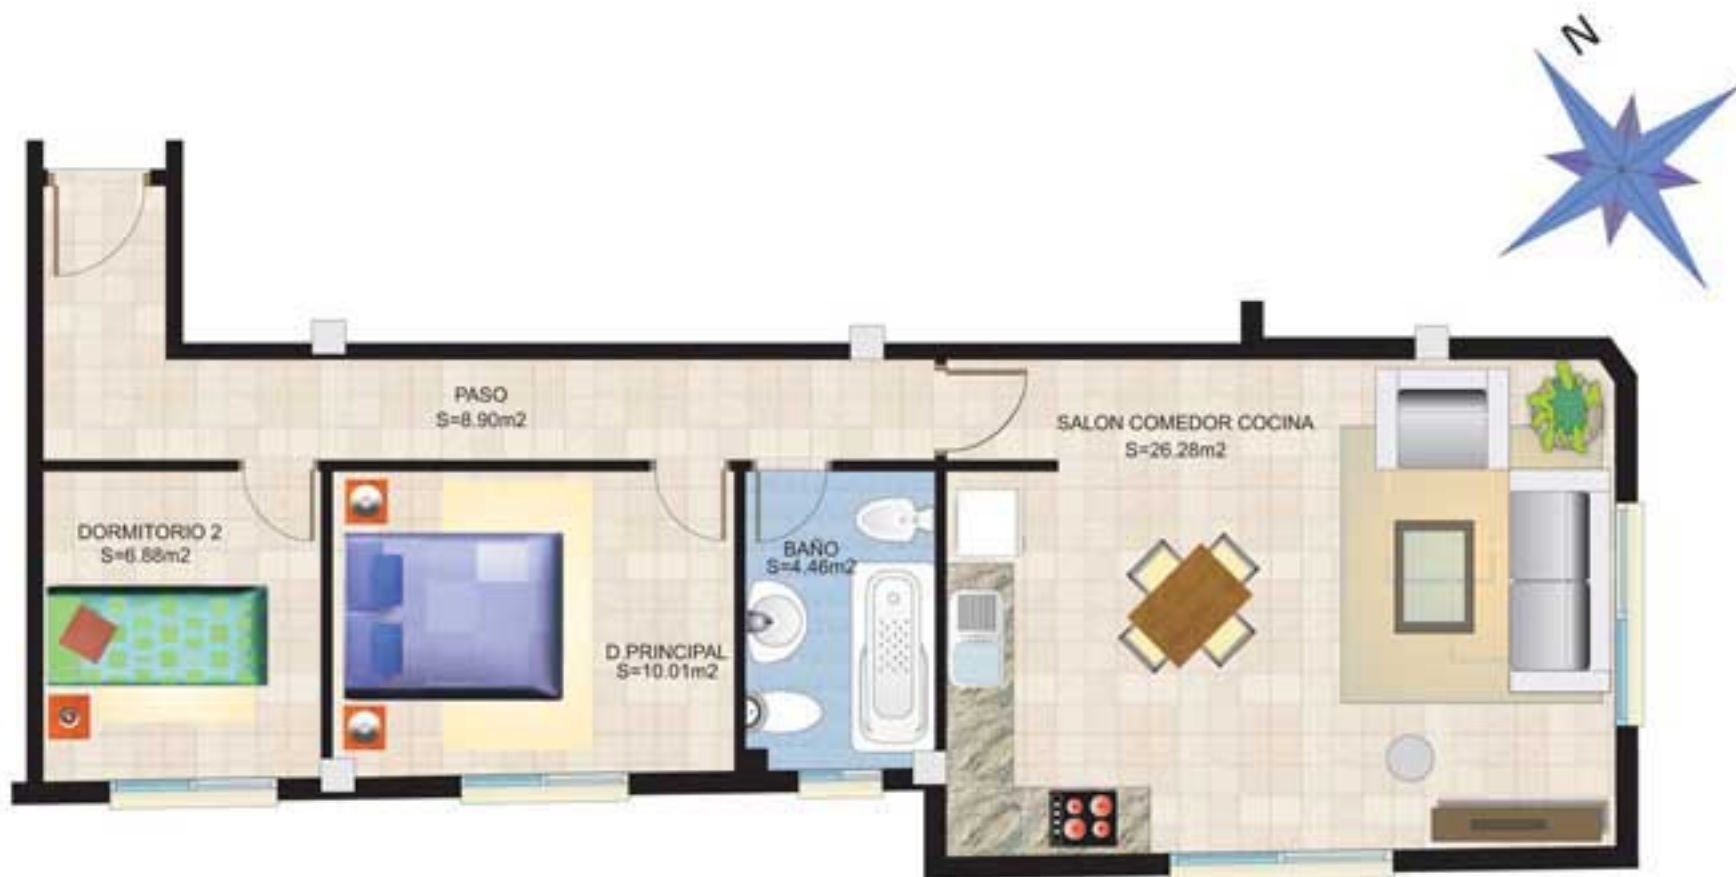 N
PASO
S=8.90m2
SALON COMEDOR COCINA
S=26.28m2
DORMITORIO 2
S=6.88m2
BAÑO
S=4.46m2
D.PRINCIPAL
S=10.01m2